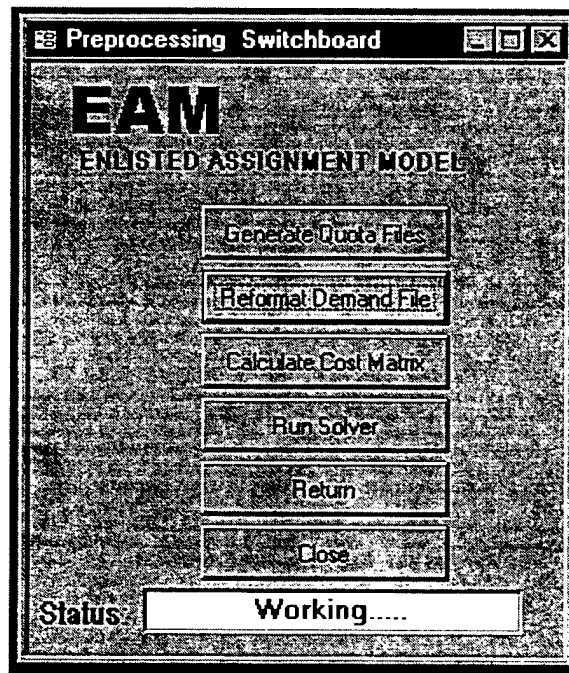 Preprocessing Switchboard
EAM
ENLISTED ASSIGNMENT MODEL
Generate Quota Files
Reformat Demand File
Calculate Cost Matrix
Run Solver
Return
Close
Status: Working.....